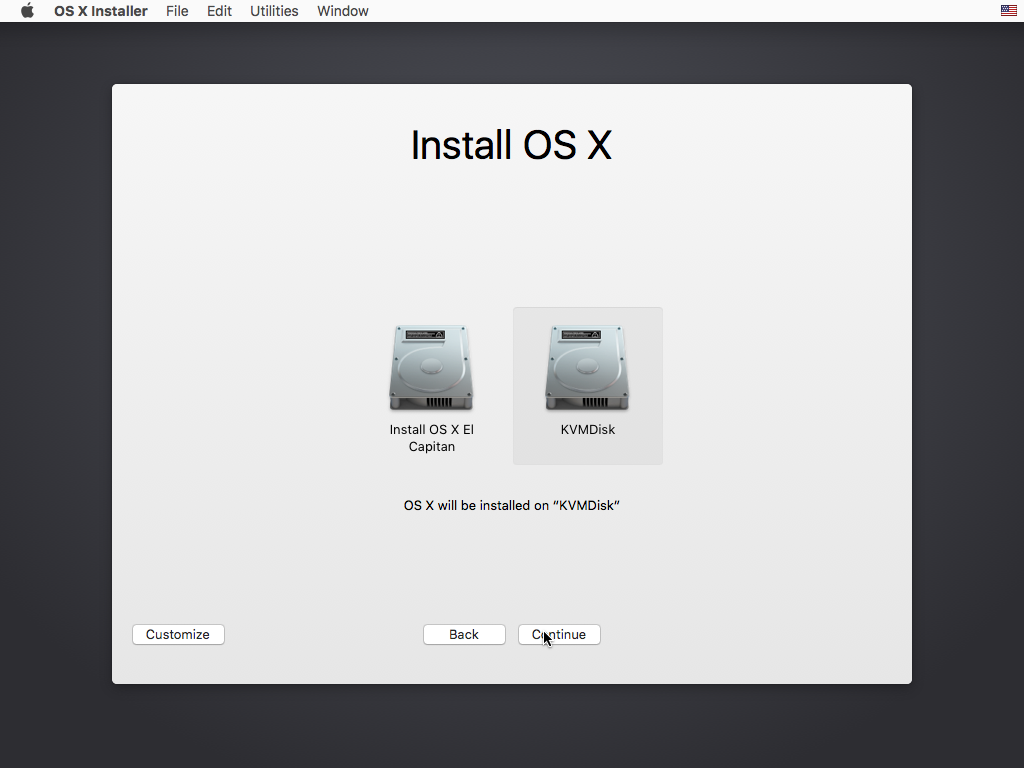 OS X Installer File Edit Utilities Window
Install OS X
Install OS X El
Capitan
KVMDisk
OS X will be installed on “KVMDisk”
Customize Back Continue